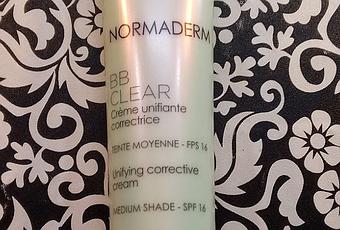 NORMADERM
BB
CLEAR
Crème unifiante
correctrice
TEINTE MOYENNE - FPS 16
Unifying corrective
cream
MEDIUM SHADE - SPF 16